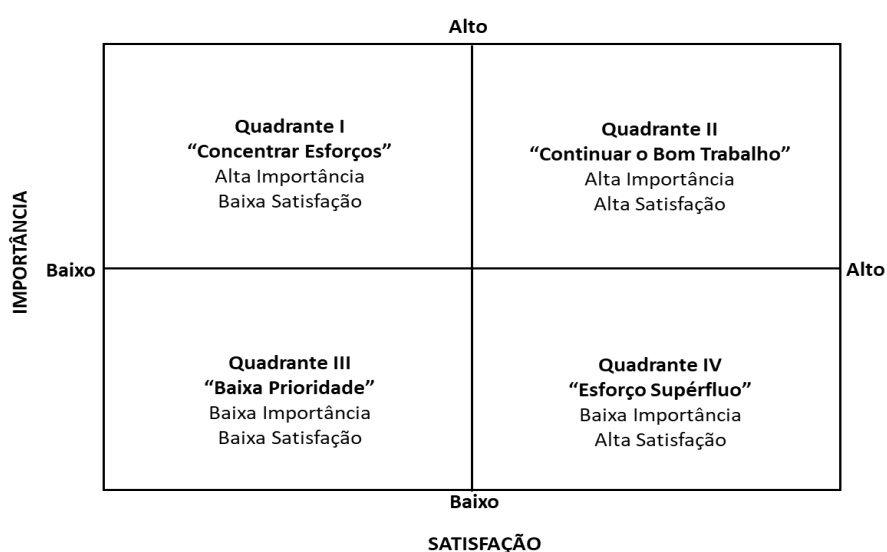 Alto
Quadrante I
“Concentrar Esforços”
Alta Importância
Baixa Satisfação
Quadrante II
“Continuar o Bom Trabalho”
Alta Importância
Alta Satisfação
IMPORTÂNCIA
Baixo
Alto
Quadrante III
“Baixa Prioridade”
Baixa Importância
Baixa Satisfação
Quadrante IV
“Esforço Supérfluo”
Baixa Importância
Alta Satisfação
Baixo
SATISFAÇÃO